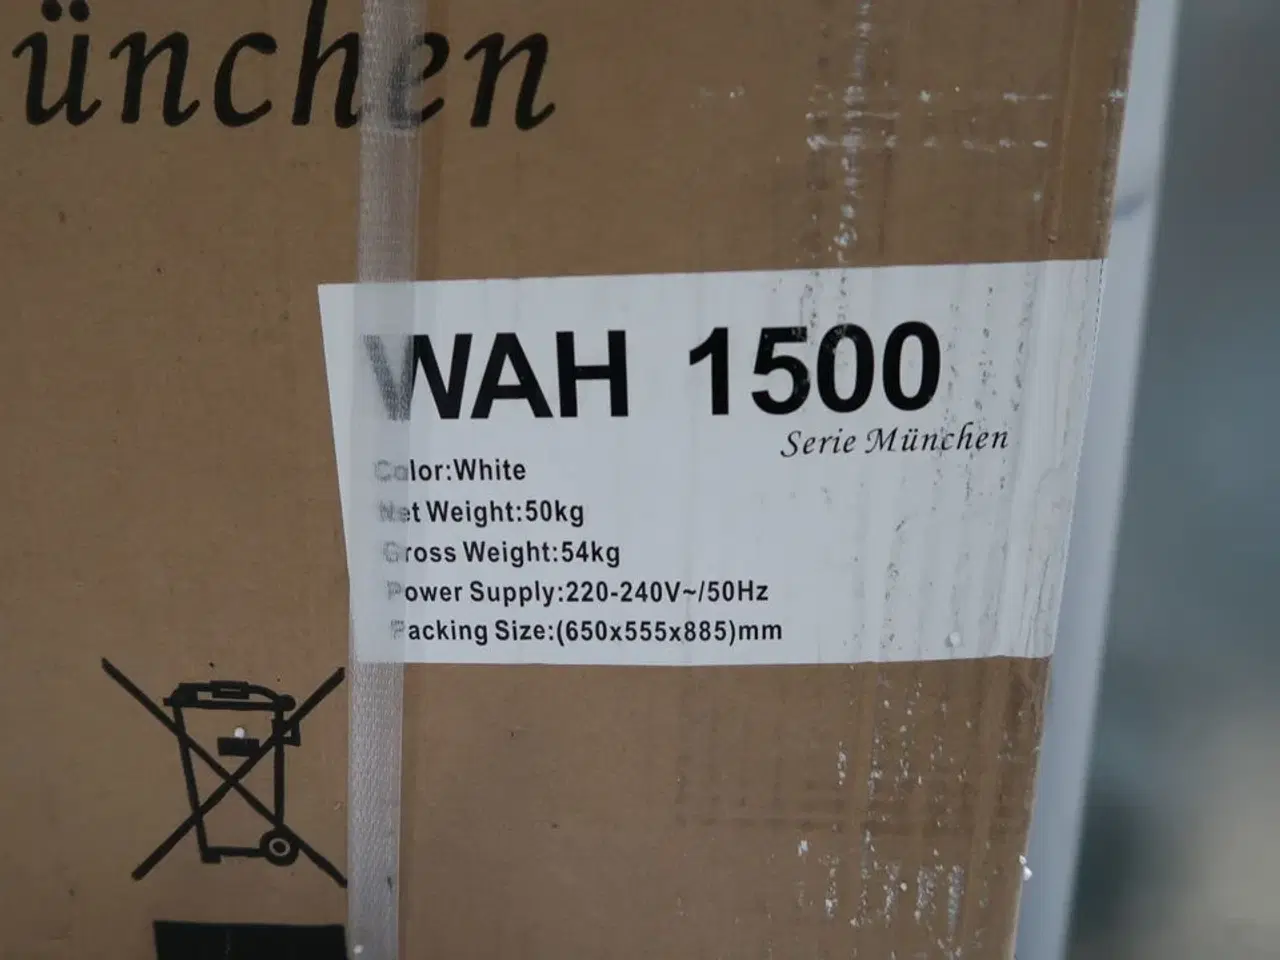 ünchen
WAH 1500
Serie München
Color:White
Net Weight:50kg
Gross Weight:54kg
Power Supply:220-240V~/50Hz
Packing Size:(650x555x885)mm